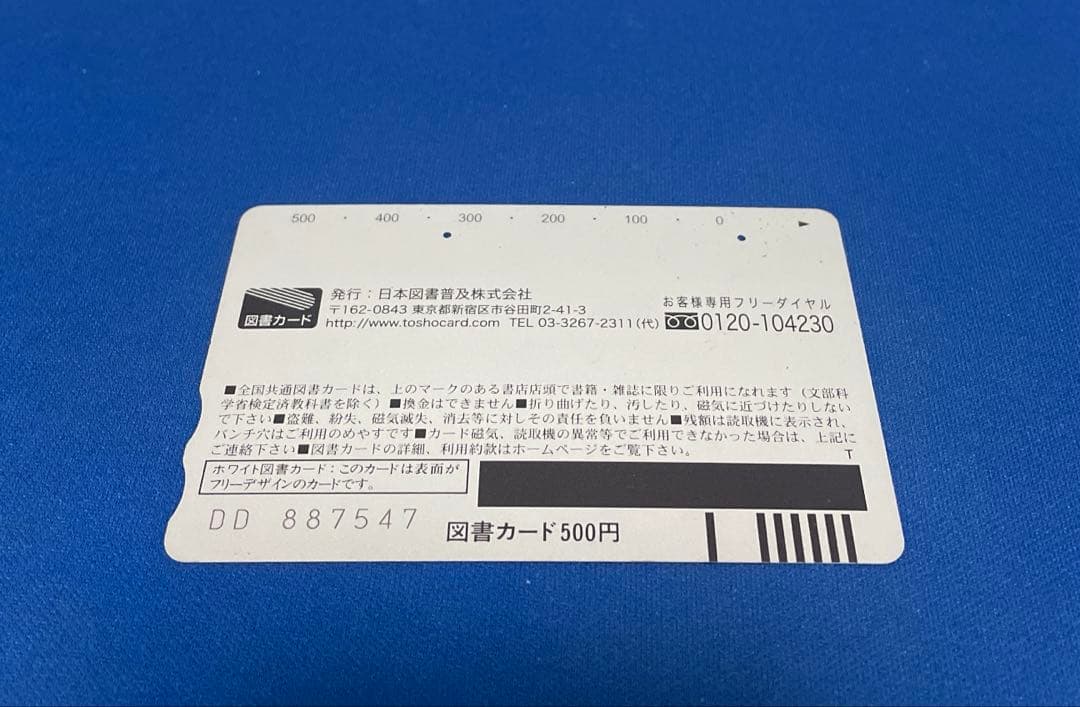 500 ・ 400 ・ 300 ・ 200 ・ 100 ・ 0 ▶
図書カード
発行：日本図書普及株式会社
〒162-0843 東京都新宿区市谷田町2-41-3
http://www.toshocard.com TEL 03-3267-2311(代)
お客様専用フリーダイヤル
0120-104230
■全国共通図書カードは、上のマークのある書店店頭で書籍・雑誌に限りご利用になれます（文部科
学省検定済教科書を除く）■換金はできません■折り曲げたり、汚したり、磁気に近づけたりしない
で下さい■盗難、紛失、磁気滅失、消去等に対しその責任を負いません■残額は読取機に表示され、
パンチ穴はご利用のめやすです■カード磁気、読取機の異常等でご利用できなかった場合は、上記に
ご連絡下さい■図書カードの詳細、利用約款はホームページをご覧下さい。
T
ホワイト図書カード：このカードは表面が
フリーデザインのカードです。
DD 887547
図書カード500円